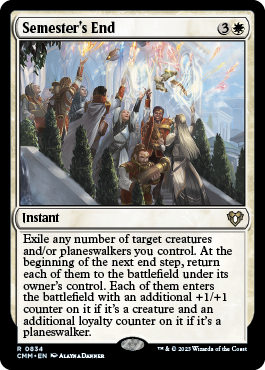 Semester's End 3
Instant
Exile any number of target creatures
and/or planeswalkers you control. At the
beginning of the next end step, return
each of them to the battlefield under its
owner's control. Each of them enters
the battlefield with an additional +1/+1
counter on it if it's a creature and an
additional loyalty counter on it if it's a
planeswalker.
R 0834
CMM • EN ALAYNA DANNER ™ & © 2023 Wizards of the Coast